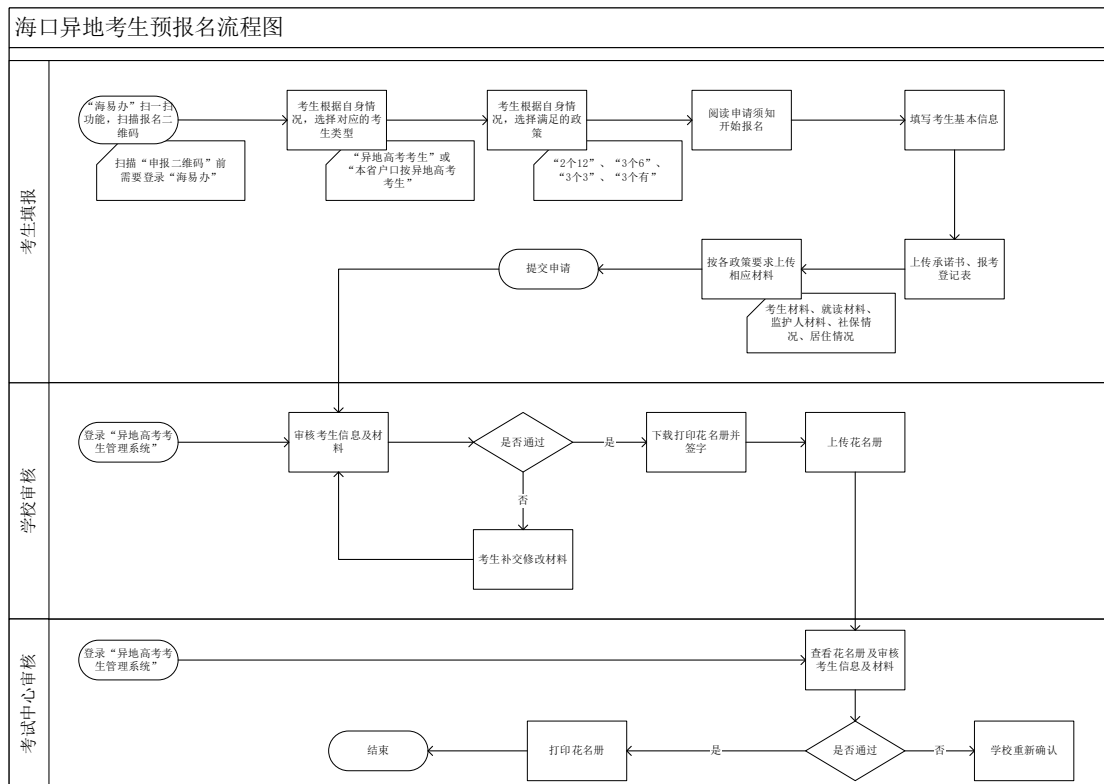 海口异地考生预报名流程图
考生填报
“海易办”扫一扫
功能，扫描报名二
维码
扫描“申报二维码”前
需要登录“海易办”
考生根据自身情
况，选择对应的考
生类型
“异地高考考生”或
“本省户口按异地高考
考生”
考生根据自身情
况，选择满足的政
策
“2个12”、“3个6”、
“3个3”、“3个有”
阅读申请须知
开始报名
填写考生基本信息
上传承诺书、报考
登记表
按各政策要求上传
相应材料
考生材料、就读材料、
监护人材料、社保情
况、居住情况
提交申请
学校审核
登录“异地高考考
生管理系统”
审核考生信息及材
料
是否通过
是
下载打印花名册并
签字
上传花名册
否
考生补交修改材料
考试中心审核
登录“异地高考考
生管理系统”
查看花名册及审核
考生信息及材料
是否通过
否
学校重新确认
是
打印花名册
结束